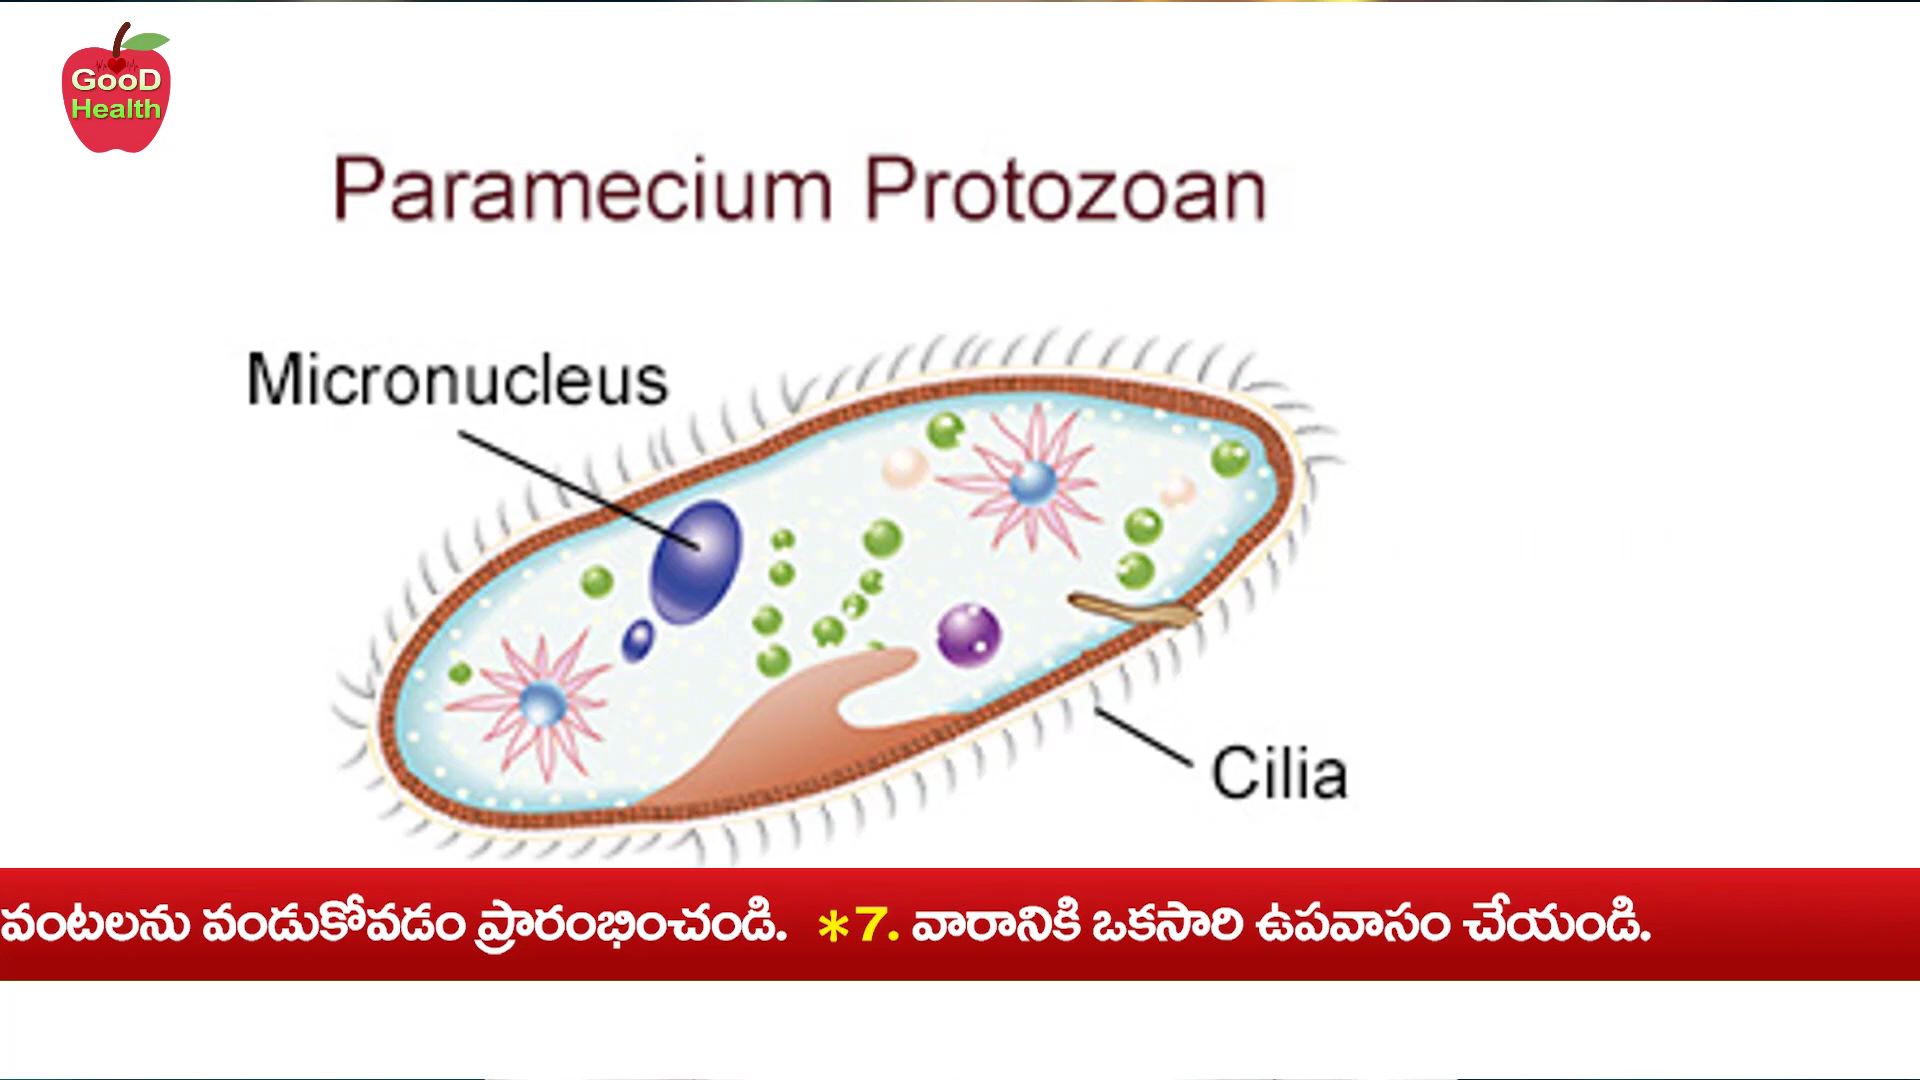 GooD
Health
Paramecium Protozoan
Micronucleus
Cilia
వంటలను వండుకోవడం ప్రారంభించండి. *7. వారానికి ఒకసారి ఉపవాసం చేయండి.